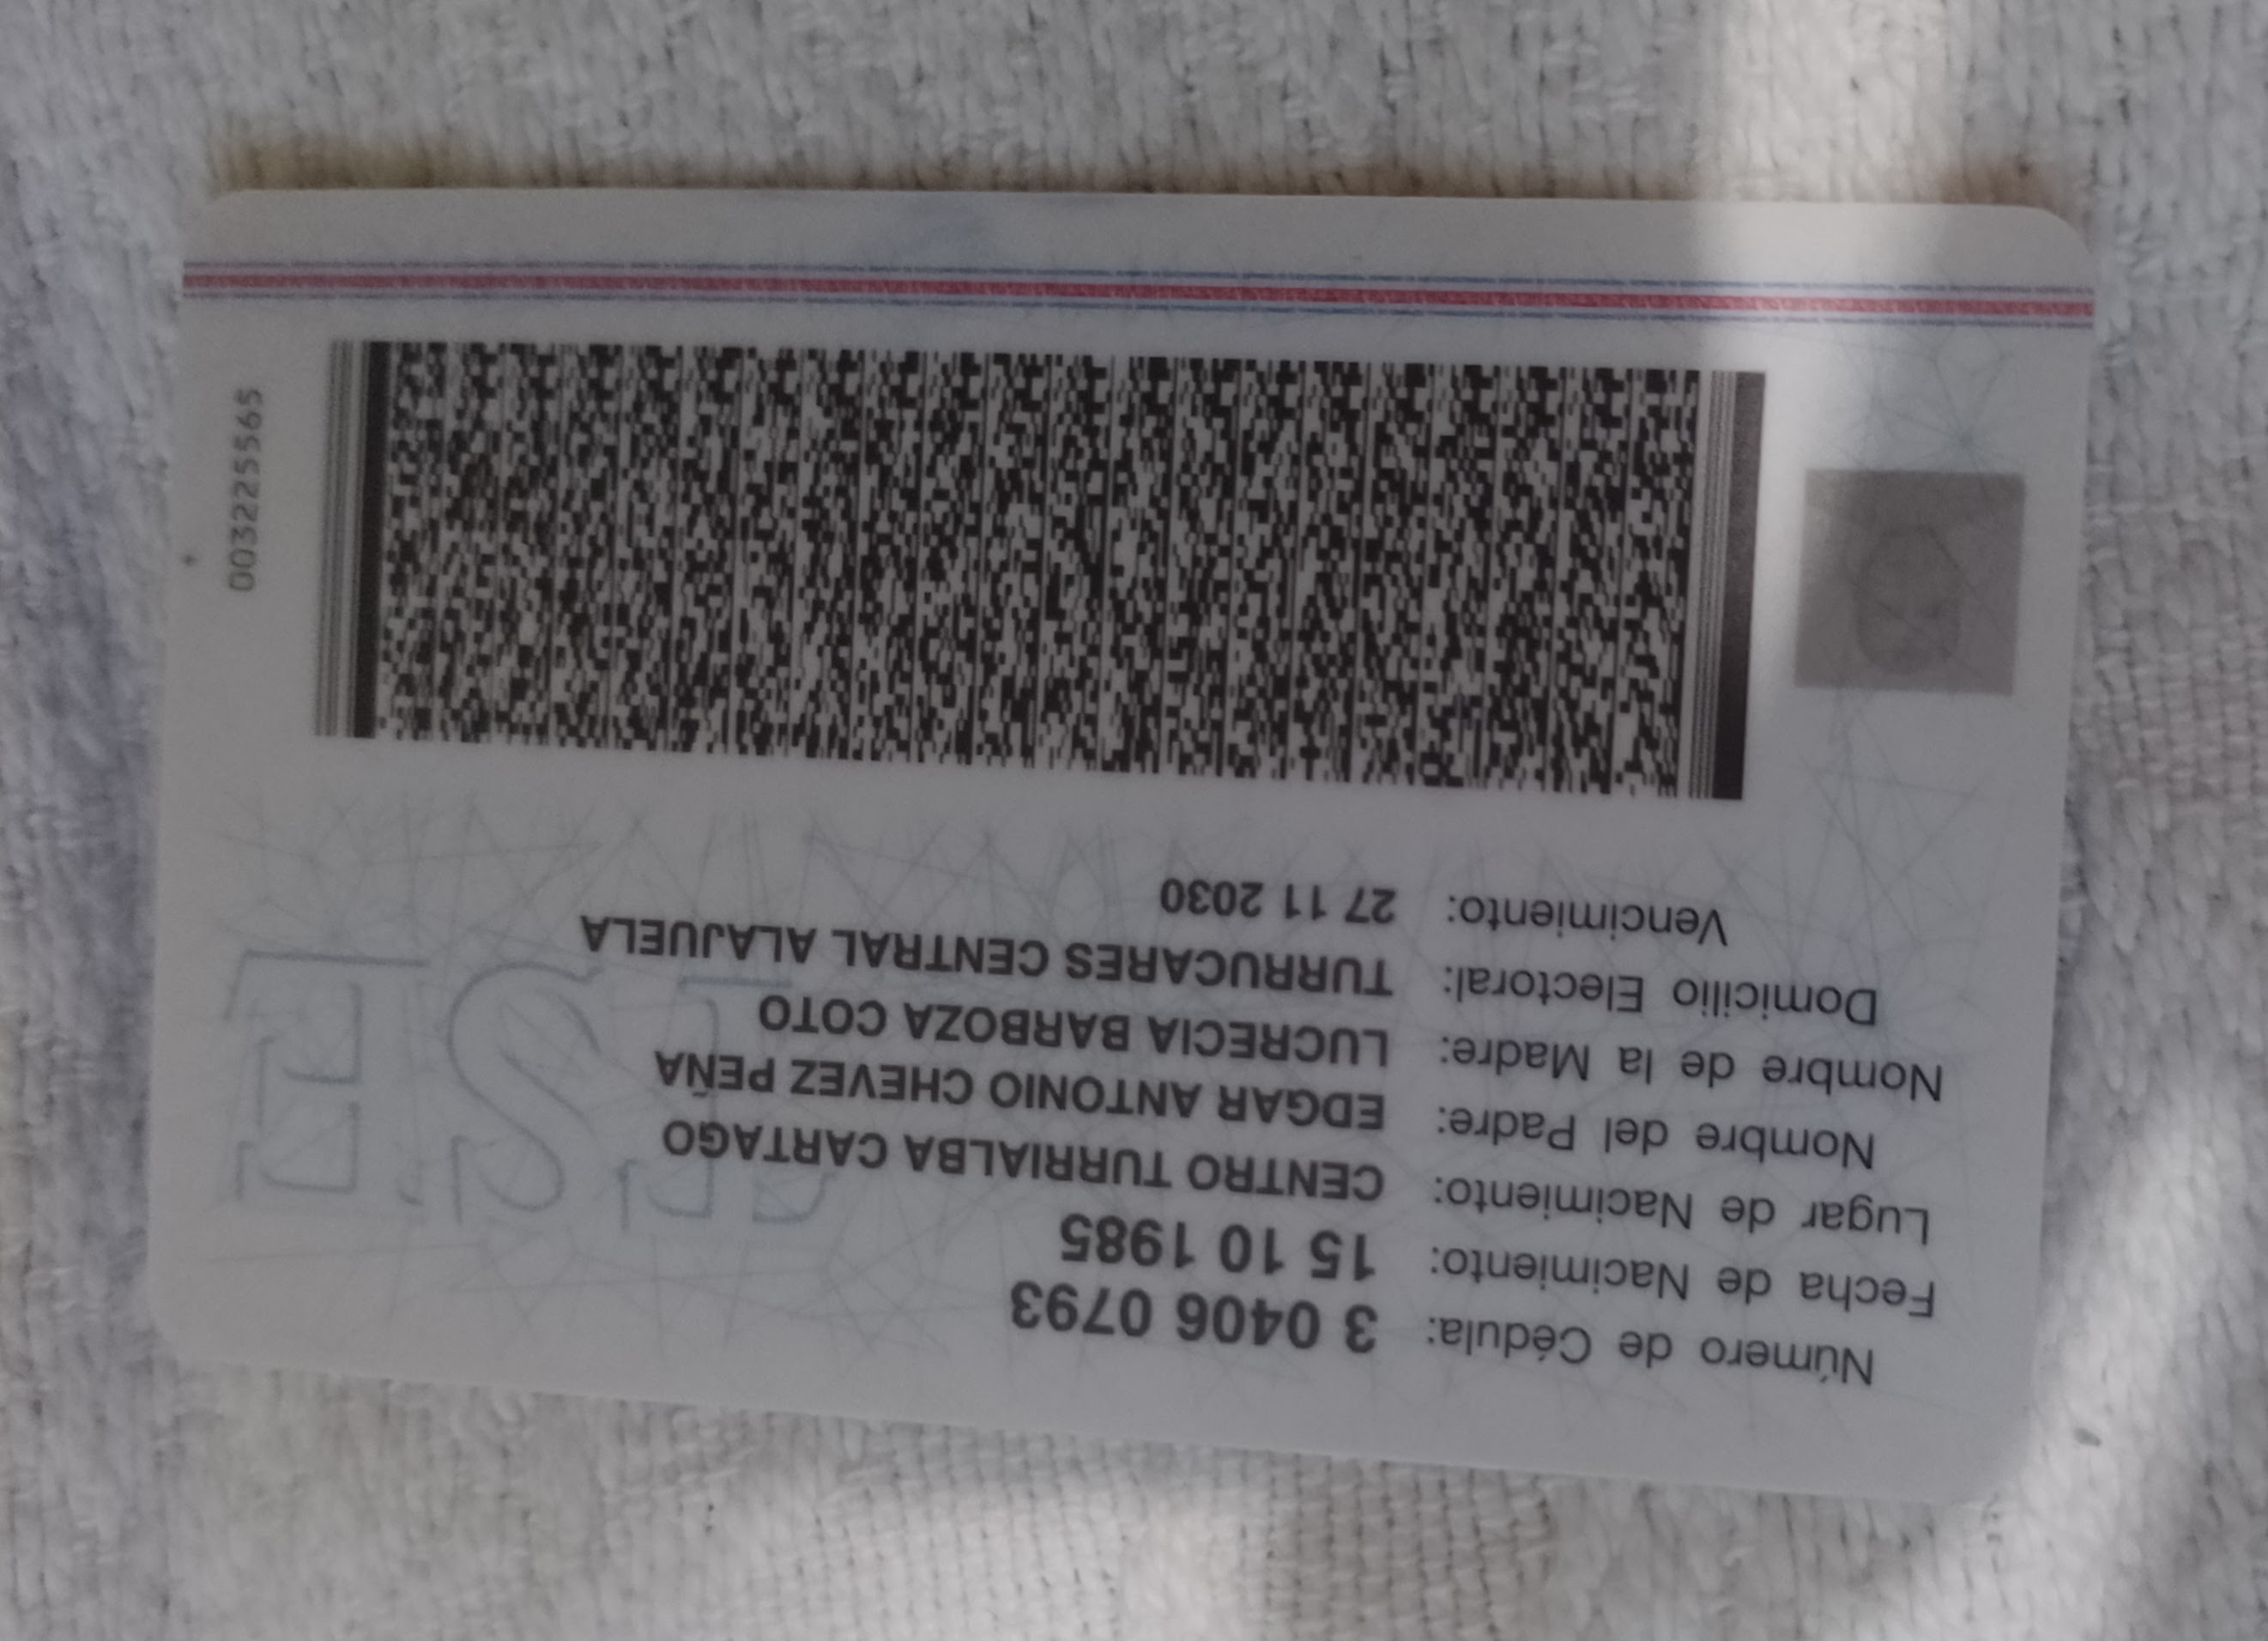 Número de Cédula: 3 0406 0793
Fecha de Nacimiento: 15 10 1985
Lugar de Nacimiento: CENTRO TURRIALBA CARTAGO
Nombre del Padre: EDGAR ANTONIO CHEVEZ PEÑA
Nombre de la Madre: LUCRECIA BARBOZA COTO
Domicilio Electoral: TURRUCARES CENTRAL ALAJUELA
Vencimiento: 27 11 2030
TSE
003225565